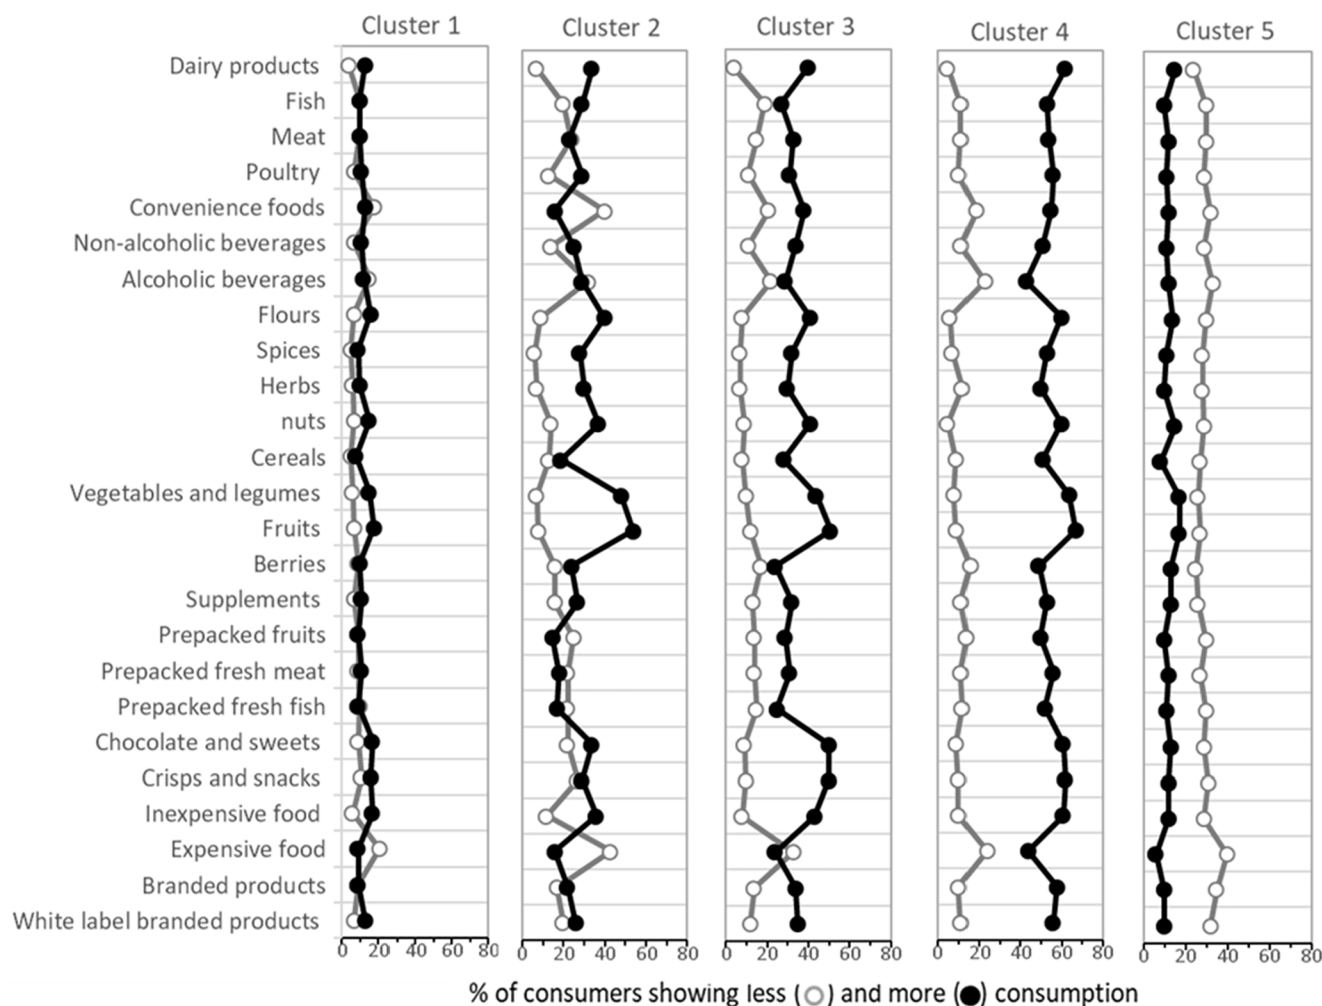 Cluster 1 Cluster 2 Cluster 3 Cluster 4 Cluster 5
Dairy products
Fish
Meat
Poultry
Convenience foods
Non-alcoholic beverages
Alcoholic beverages
Flours
Spices
Herbs
nuts
Cereals
Vegetables and legumes
Fruits
Berries
Supplements
Prepacked fruits
Prepacked fresh meat
Prepacked fresh fish
Chocolate and sweets
Crisps and snacks
Inexpensive food
Expensive food
Branded products
White label branded products
0 20 40 60 80 0 20 40 60 80 0 20 40 60 80 0 20 40 60 80 0 20 40 60 80
% of consumers showing less (○) and more (●) consumption